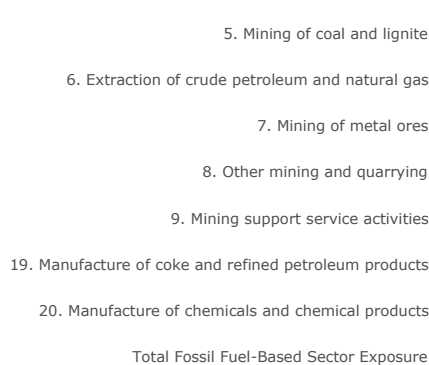 5. Mining of coal and lignite
6. Extraction of crude petroleum and natural gas
7. Mining of metal ores
8. Other mining and quarrying
9. Mining support service activities
19. Manufacture of coke and refined petroleum products
20. Manufacture of chemicals and chemical products
Total Fossil Fuel-Based Sector Exposure